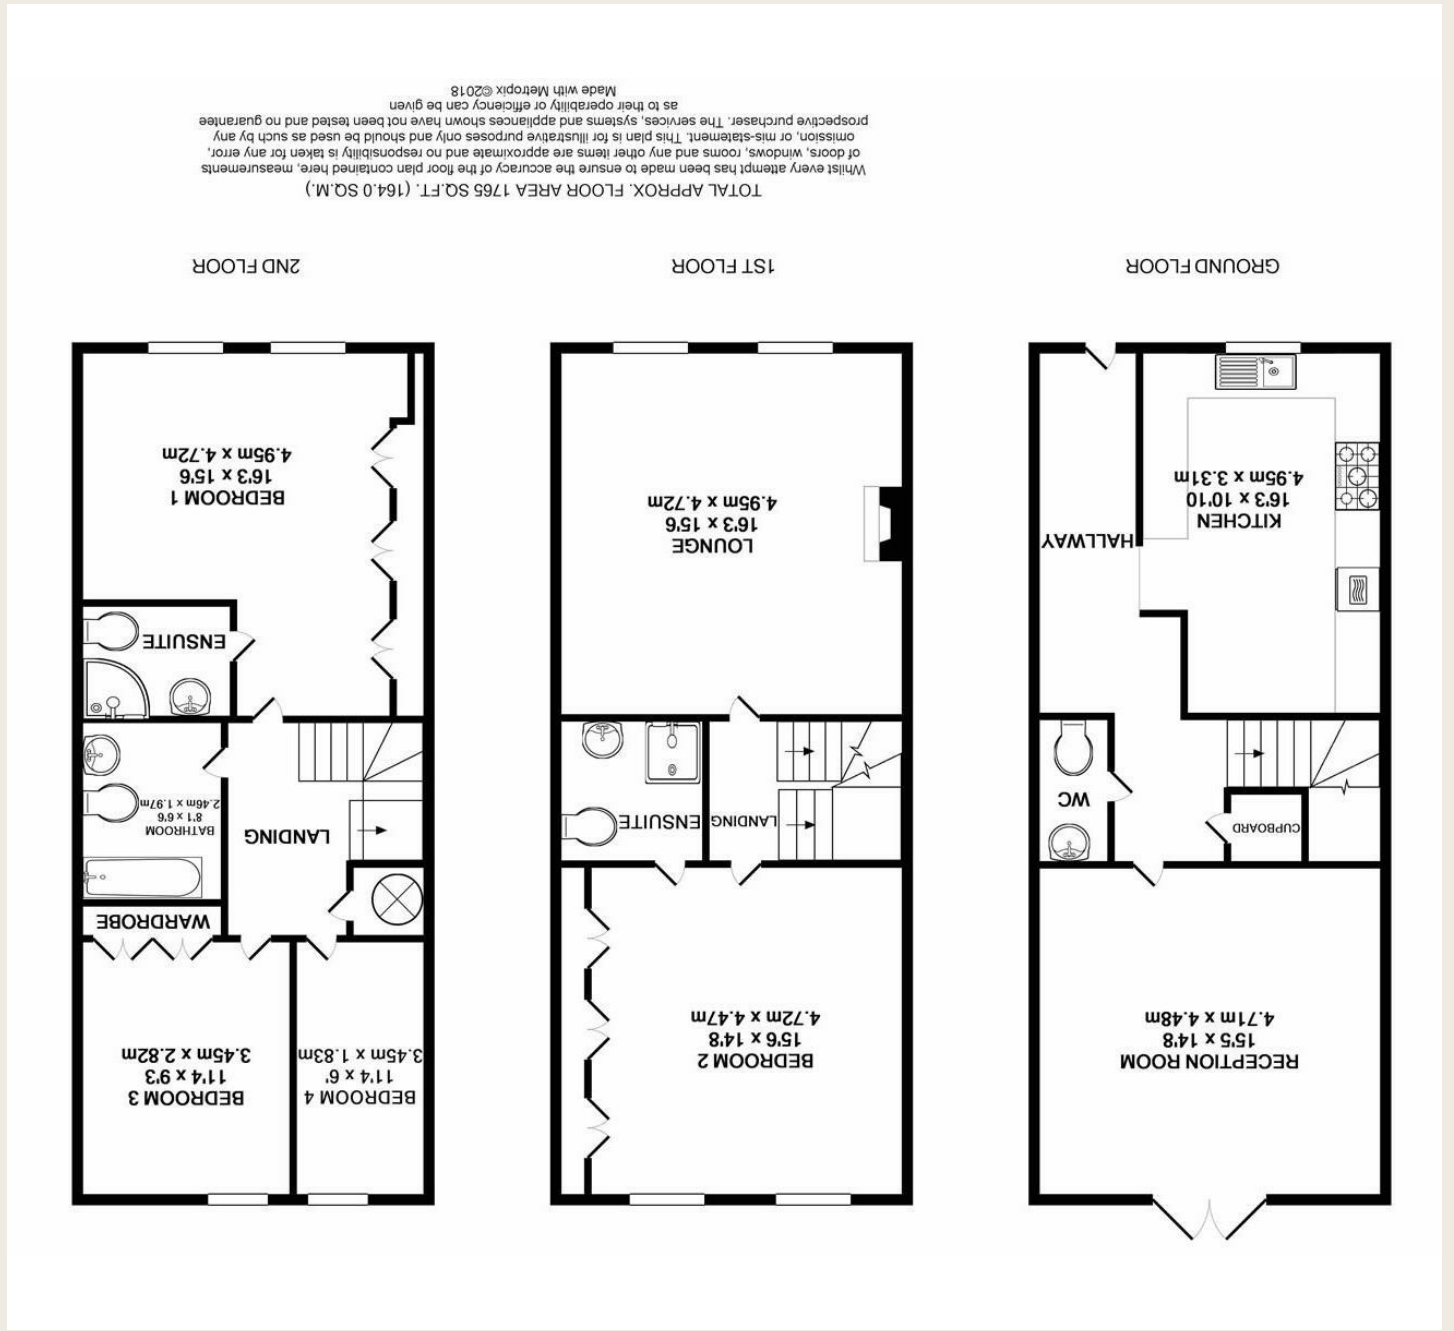 RECEPTION ROOM
15'5 x 14'8
4.71m x 4.48m
CUPBOARD
WC
KITCHEN
16'3 x 10'10
4.95m x 3.31m
HALLWAY
GROUND FLOOR
BEDROOM 2
15'6 x 14'8
4.72m x 4.47m
LANDING
ENSUITE
LOUNGE
16'3 x 15'6
4.95m x 4.72m
1ST FLOOR
BEDROOM 4
11'4 x 6'
3.45m x 1.83m
BEDROOM 3
11'4 x 9'3
3.45m x 2.82m
WARDROBE
LANDING
BATHROOM
8'1 x 6'6
2.46m x 1.97m
ENSUITE
BEDROOM 1
16'3 x 15'6
4.95m x 4.72m
2ND FLOOR
TOTAL APPROX. FLOOR AREA 1765 SQ.FT. (164.0 SQ.M.)
Whilst every attempt has been made to ensure the accuracy of the floor plan contained here, measurements
of doors, windows, rooms and any other items are approximate and no responsibility is taken for any error,
omission, or mis-statement. This plan is for illustrative purposes only and should be used as such by any
prospective purchaser. The services, systems and appliances shown have not been tested and no guarantee
as to their operability or efficiency can be given
Made with Metropix ©2018